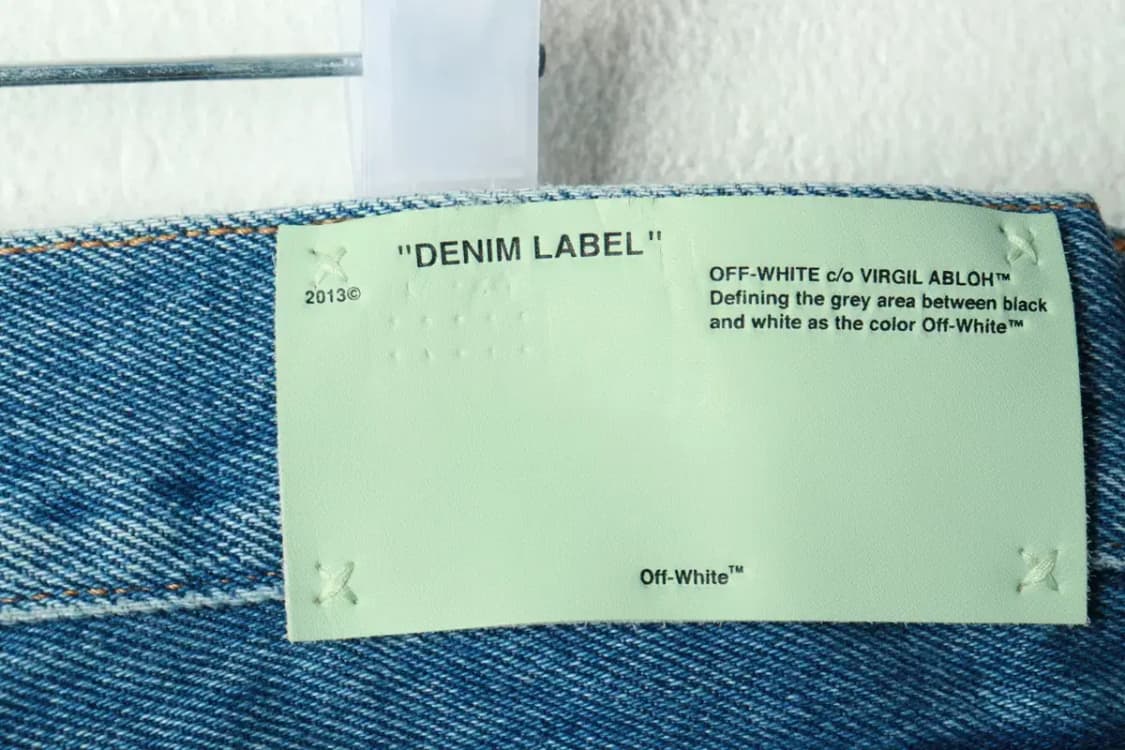 "DENIM LABEL"
2013©
OFF-WHITE c/o VIRGIL ABLOH™
Defining the grey area between black
and white as the color Off-White™
Off-White™